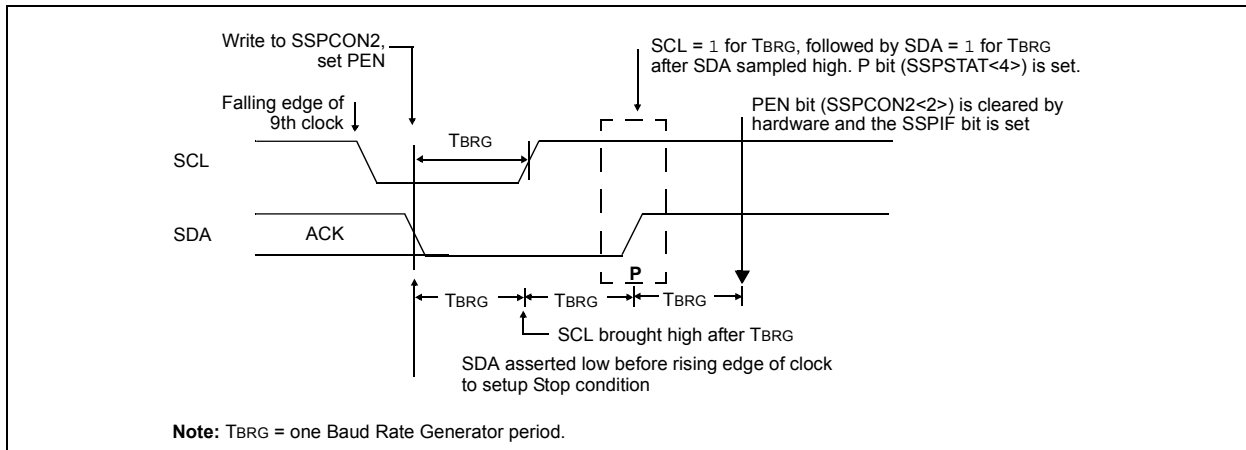 Write to SSPCON2,
set PEN
SCL = 1 for TBRG, followed by SDA = 1 for TBRG
after SDA sampled high. P bit (SSPSTAT<4>) is set.
Falling edge of
9th clock
PEN bit (SSPCON2<2>) is cleared by
hardware and the SSPIF bit is set
TBRG
SCL
SDA
ACK
P
TBRG
TBRG
TBRG
SCL brought high after TBRG
SDA asserted low before rising edge of clock
to setup Stop condition
Note: TBRG = one Baud Rate Generator period.